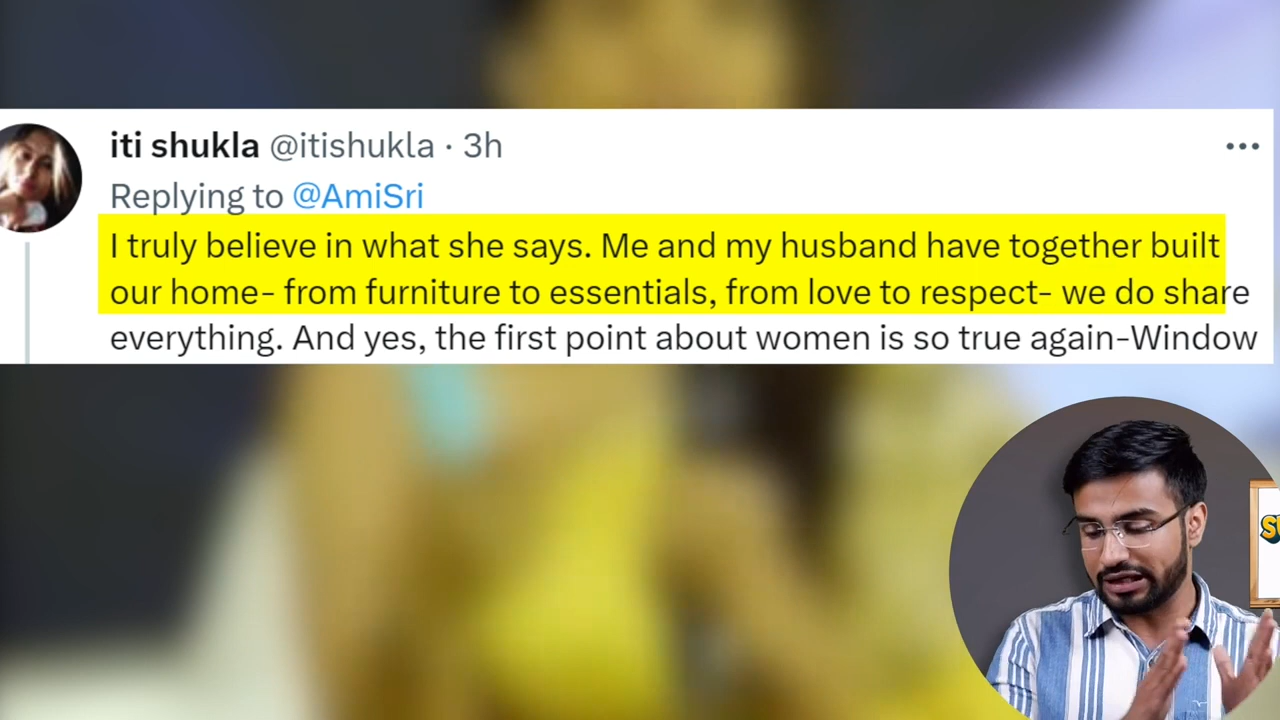 iti shukla @itishukla · 3h
Replying to @AmiSri
I truly believe in what she says. Me and my husband have together built
our home- from furniture to essentials, from love to respect- we do share
everything. And yes, the first point about women is so true again-Window